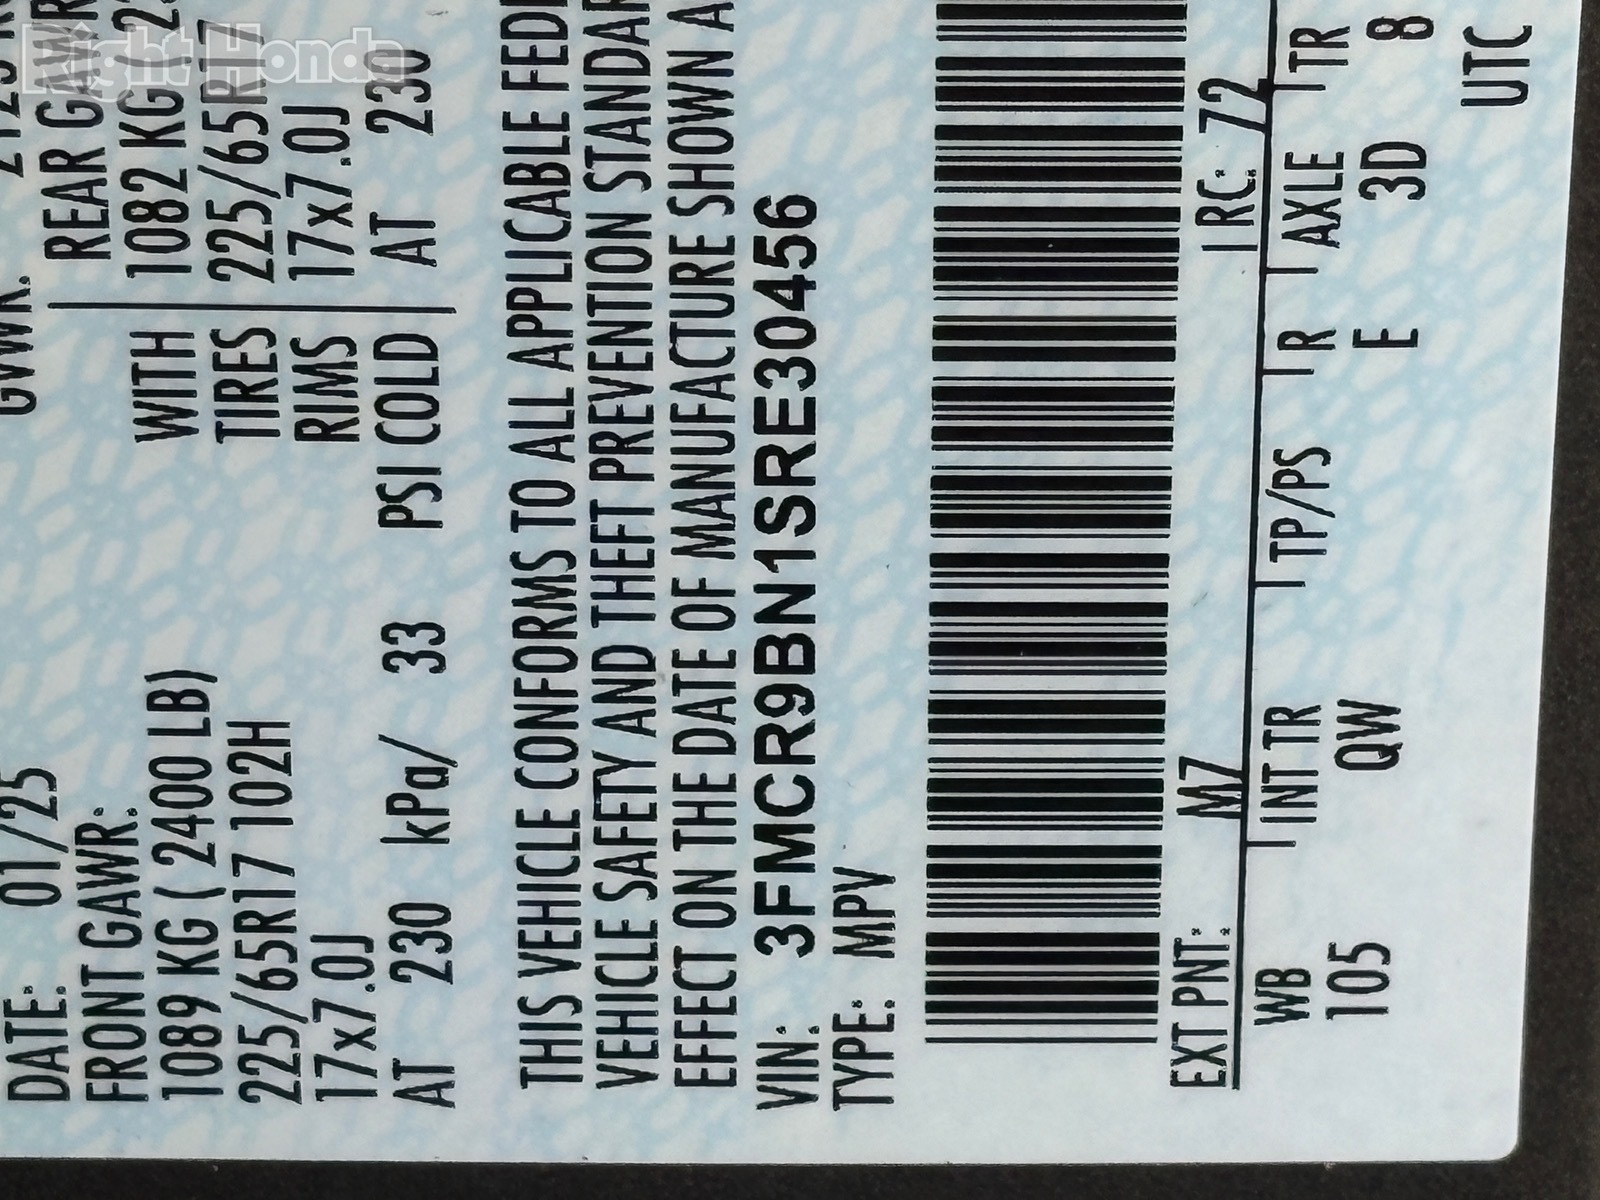 Right Honda
DATE: 01/25
FRONT GAWR: REAR GAWR
1089 KG ( 2400 LB) WITH 1082 KG
225/65R17 102H TIRES 225/65R17
17x7.0J RIMS 17x7.0J
AT 230 kPa/ 33 PSI COLD AT 230
THIS VEHICLE CONFORMS TO ALL APPLICABLE
VEHICLE SAFETY AND THEFT PREVENTION
EFFECT ON THE DATE OF MANUFACTURE SHOWN
VIN: 3FMCR9BN1SRE30456
TYPE: MPV
EXT PNT: M7 RC: 72
WB INT TR TP/PS R AXLE TR
105 QW E 3D 8
UTC